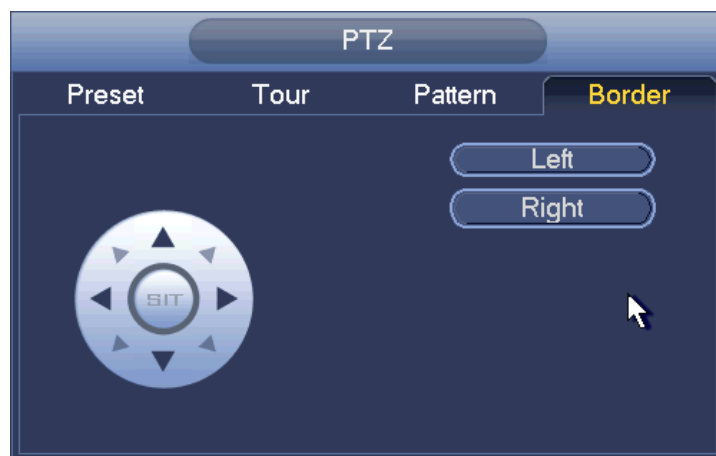 PTZ
Preset Tour Pattern Border
Left
Right
SIT